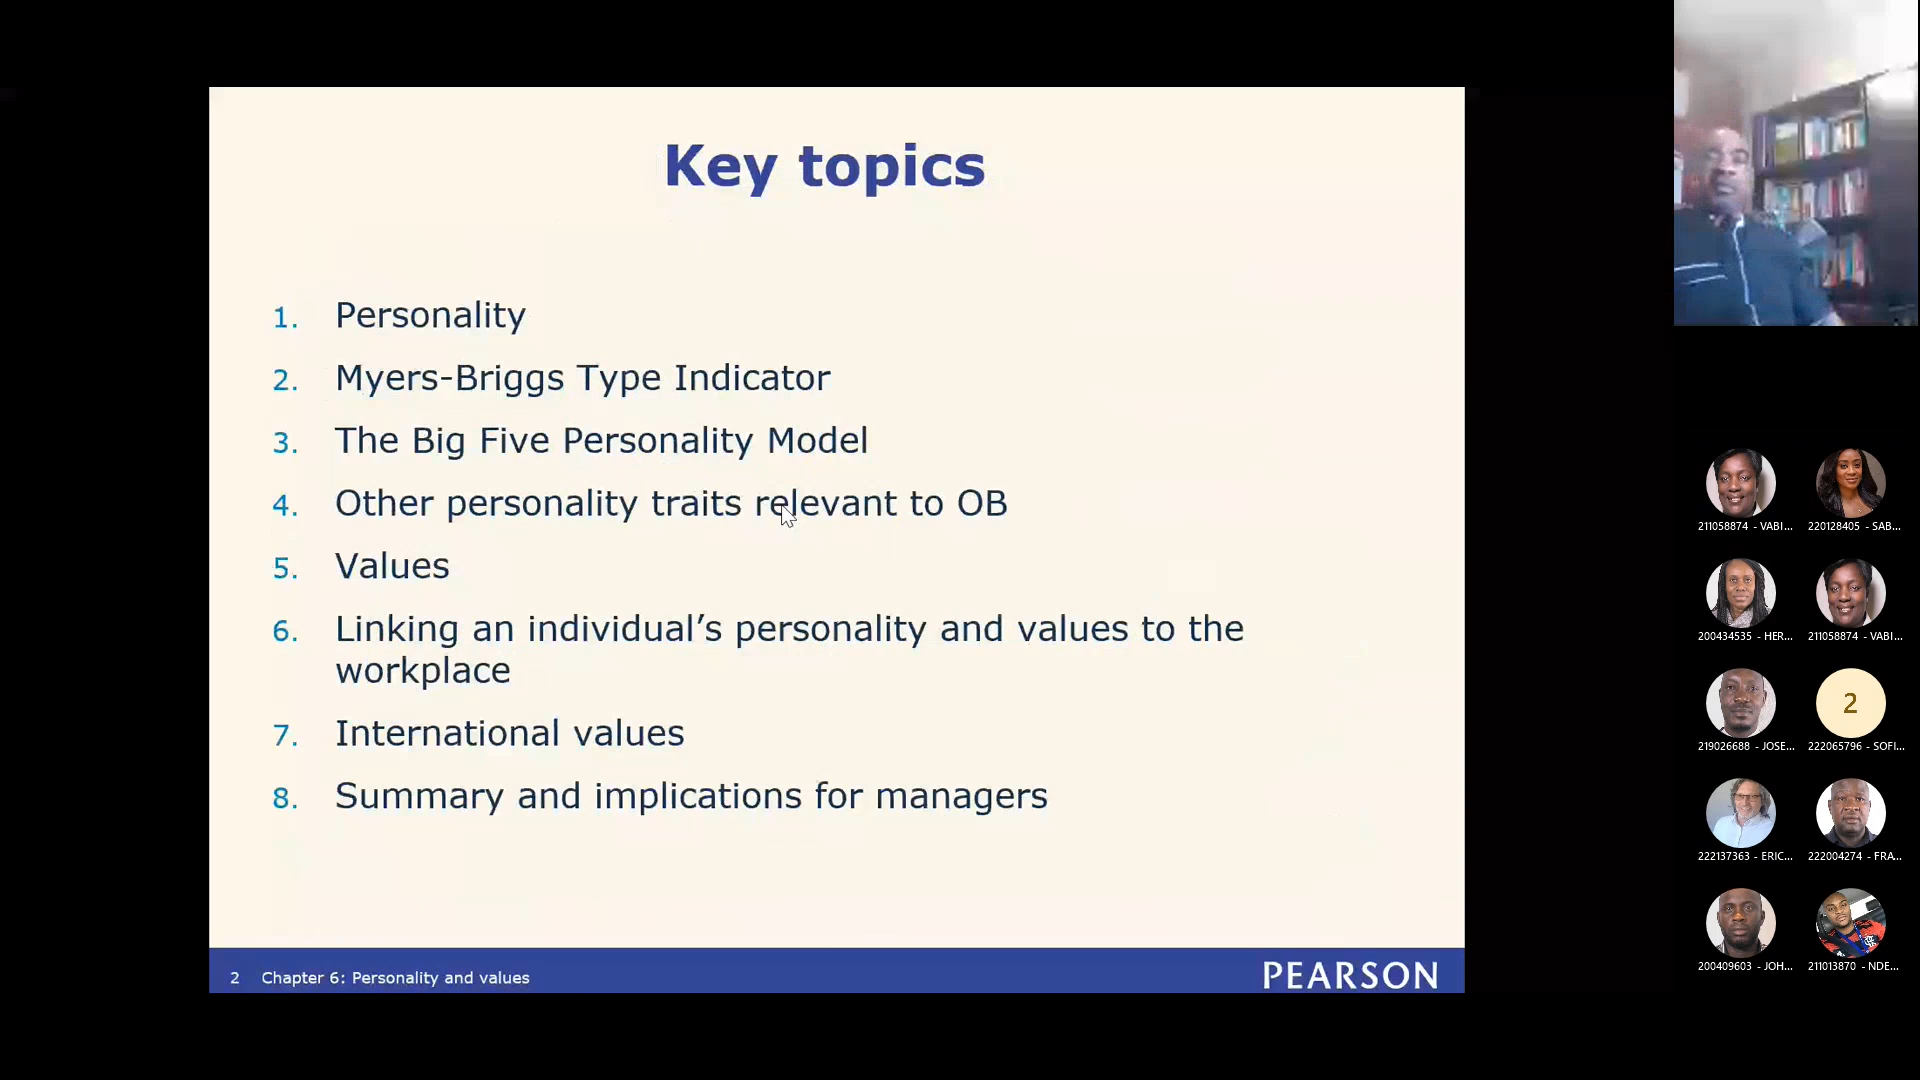 Key topics
1. Personality
2. Myers-Briggs Type Indicator
3. The Big Five Personality Model
4. Other personality traits relevant to OB
5. Values
6. Linking an individual’s personality and values to the
workplace
7. International values
8. Summary and implications for managers
2 Chapter 6: Personality and values
PEARSON
211058874 - VABI...
220128405 - SAB...
200434535 - HER...
211058874 - VABI...
219026688 - JOSE...
2
222065796 - SOFI...
222137363 - ERIC...
222004274 - FRA...
200409603 - JOH...
211013870 - NDE...